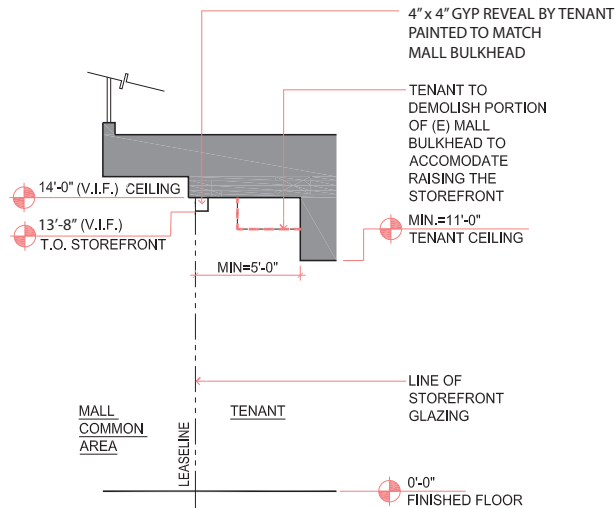 4” x 4” GYP REVEAL BY TENANT
PAINTED TO MATCH
MALL BULKHEAD
TENANT TO
DEMOLISH PORTION
OF (E) MALL
BULKHEAD TO
ACCOMODATE
RAISING THE
STOREFRONT
14'-0" (V.I.F.) CEILING
13’-8” (V.I.F.)
T.O. STOREFRONT
MIN.=11'-0"
TENANT CEILING
MIN=5'-0"
LINE OF
STOREFRONT
GLAZING
MALL
COMMON
AREA
TENANT
LEASELINE
0'-0"
FINISHED FLOOR